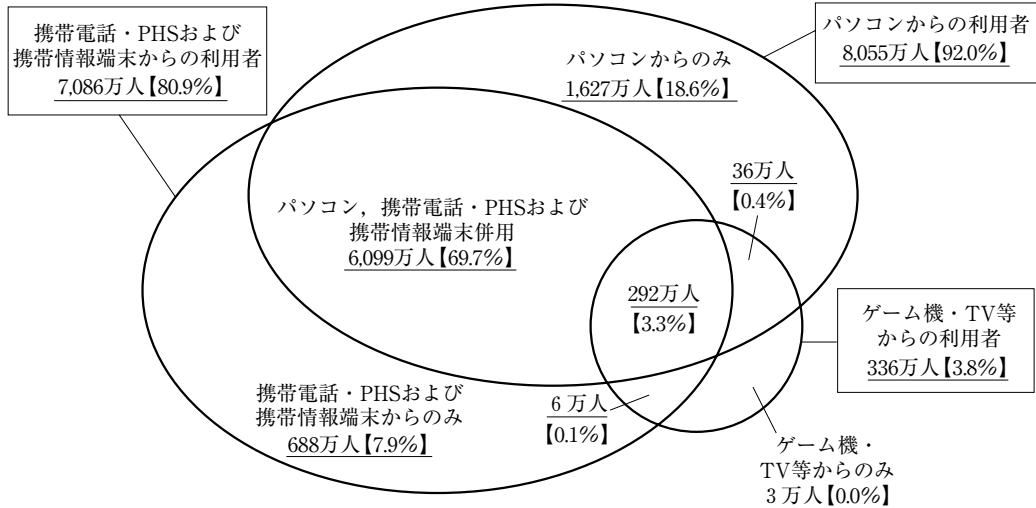 携帯電話・PHSおよび
携帯情報端末からの利用者
7,086万人【80.9%】
パソコンからの利用者
8,055万人【92.0%】
パソコンからのみ
1,627万人【18.6%】
36万人
【0.4%】
パソコン，携帯電話・PHSおよび
携帯情報端末併用
6,099万人【69.7%】
292万人
【3.3%】
ゲーム機・TV等
からの利用者
336万人【3.8%】
携帯電話・PHSおよび
携帯情報端末からのみ
688万人【7.9%】
6万人
【0.1%】
ゲーム機・
TV等からのみ
3万人【0.0%】